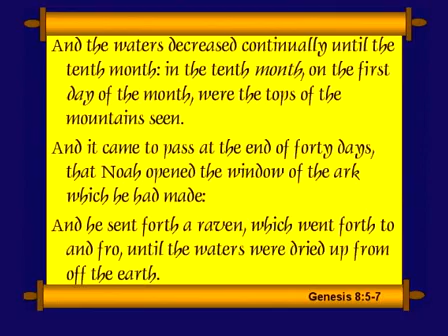 And the waters decreased continually until the
tenth month: in the tenth month, on the first
day of the month, were the tops of the
mountains seen.
And it came to pass at the end of forty days,
that Noah opened the window of the ark
which he had made:
And he sent forth a raven, which went forth to
and fro, until the waters were dried up from
off the earth.
Genesis 8:5-7